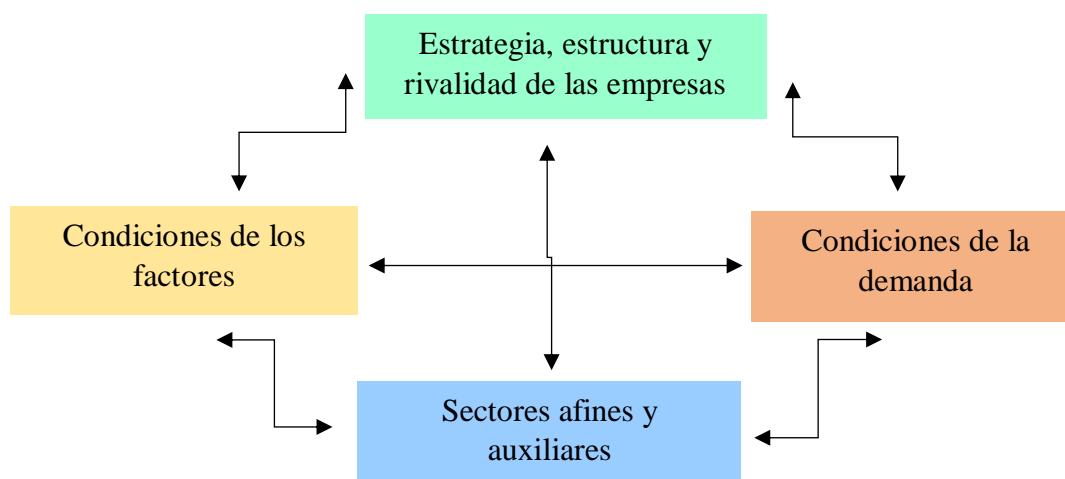 Estrategia, estructura y
rivalidad de las empresas
Condiciones de los
factores
Condiciones de la
demanda
Sectores afines y
auxiliares